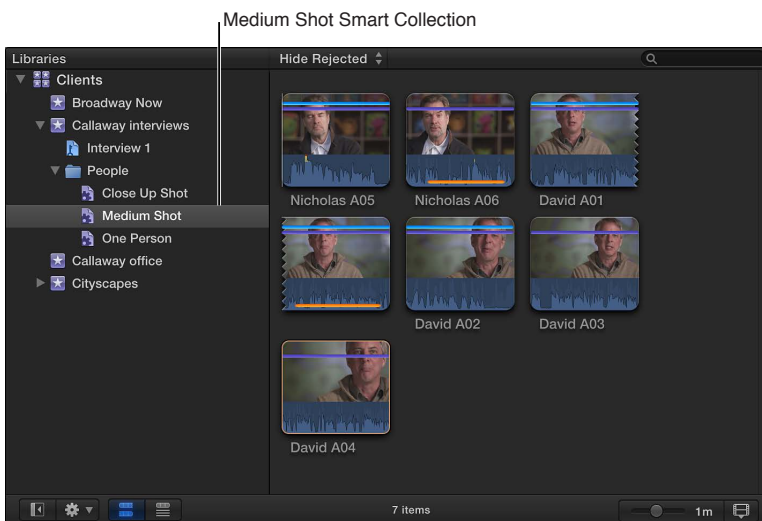 Medium Shot Smart Collection
Libraries
Hide Rejected
Clients
Broadway Now
Callaway interviews
Interview 1
People
Close Up Shot
Medium Shot
One Person
Callaway office
Cityscapes
Nicholas A05
Nicholas A06
David A01
David A02
David A03
David A04
7 items
1m